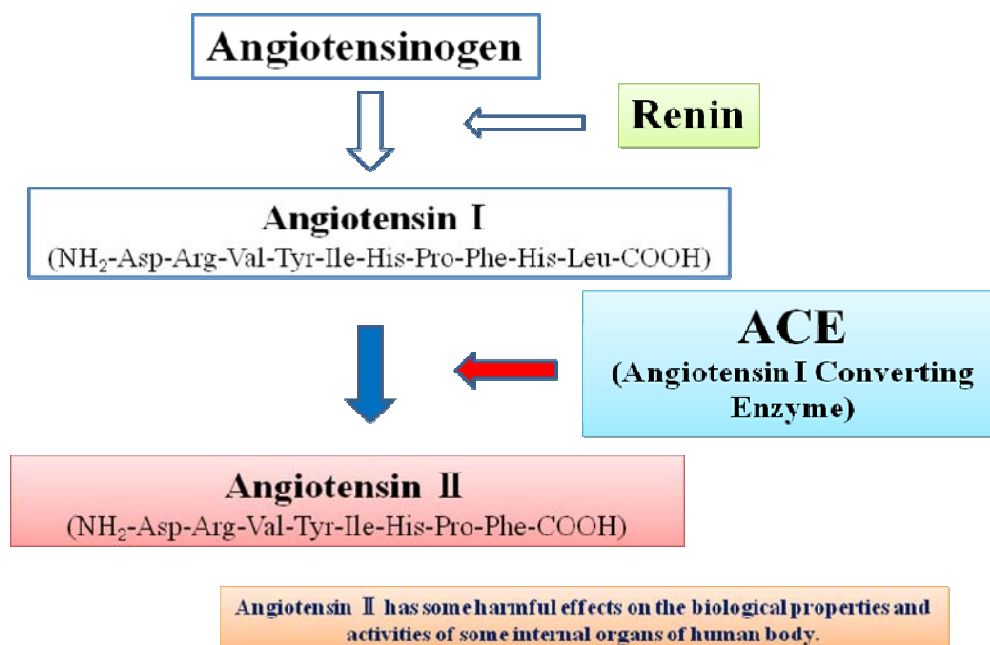 Angiotensinogen
Renin
Angiotensin Ⅰ
(NH₂-Asp-Arg-Val-Tyr-Ile-His-Pro-Phe-His-Leu-COOH)
ACE
(Angiotensin I Converting
Enzyme)
Angiotensin Ⅱ
(NH₂-Asp-Arg-Val-Tyr-Ile-His-Pro-Phe-COOH)
Angiotensin Ⅱ has some harmful effects on the biological properties and
activities of some internal organs of human body.